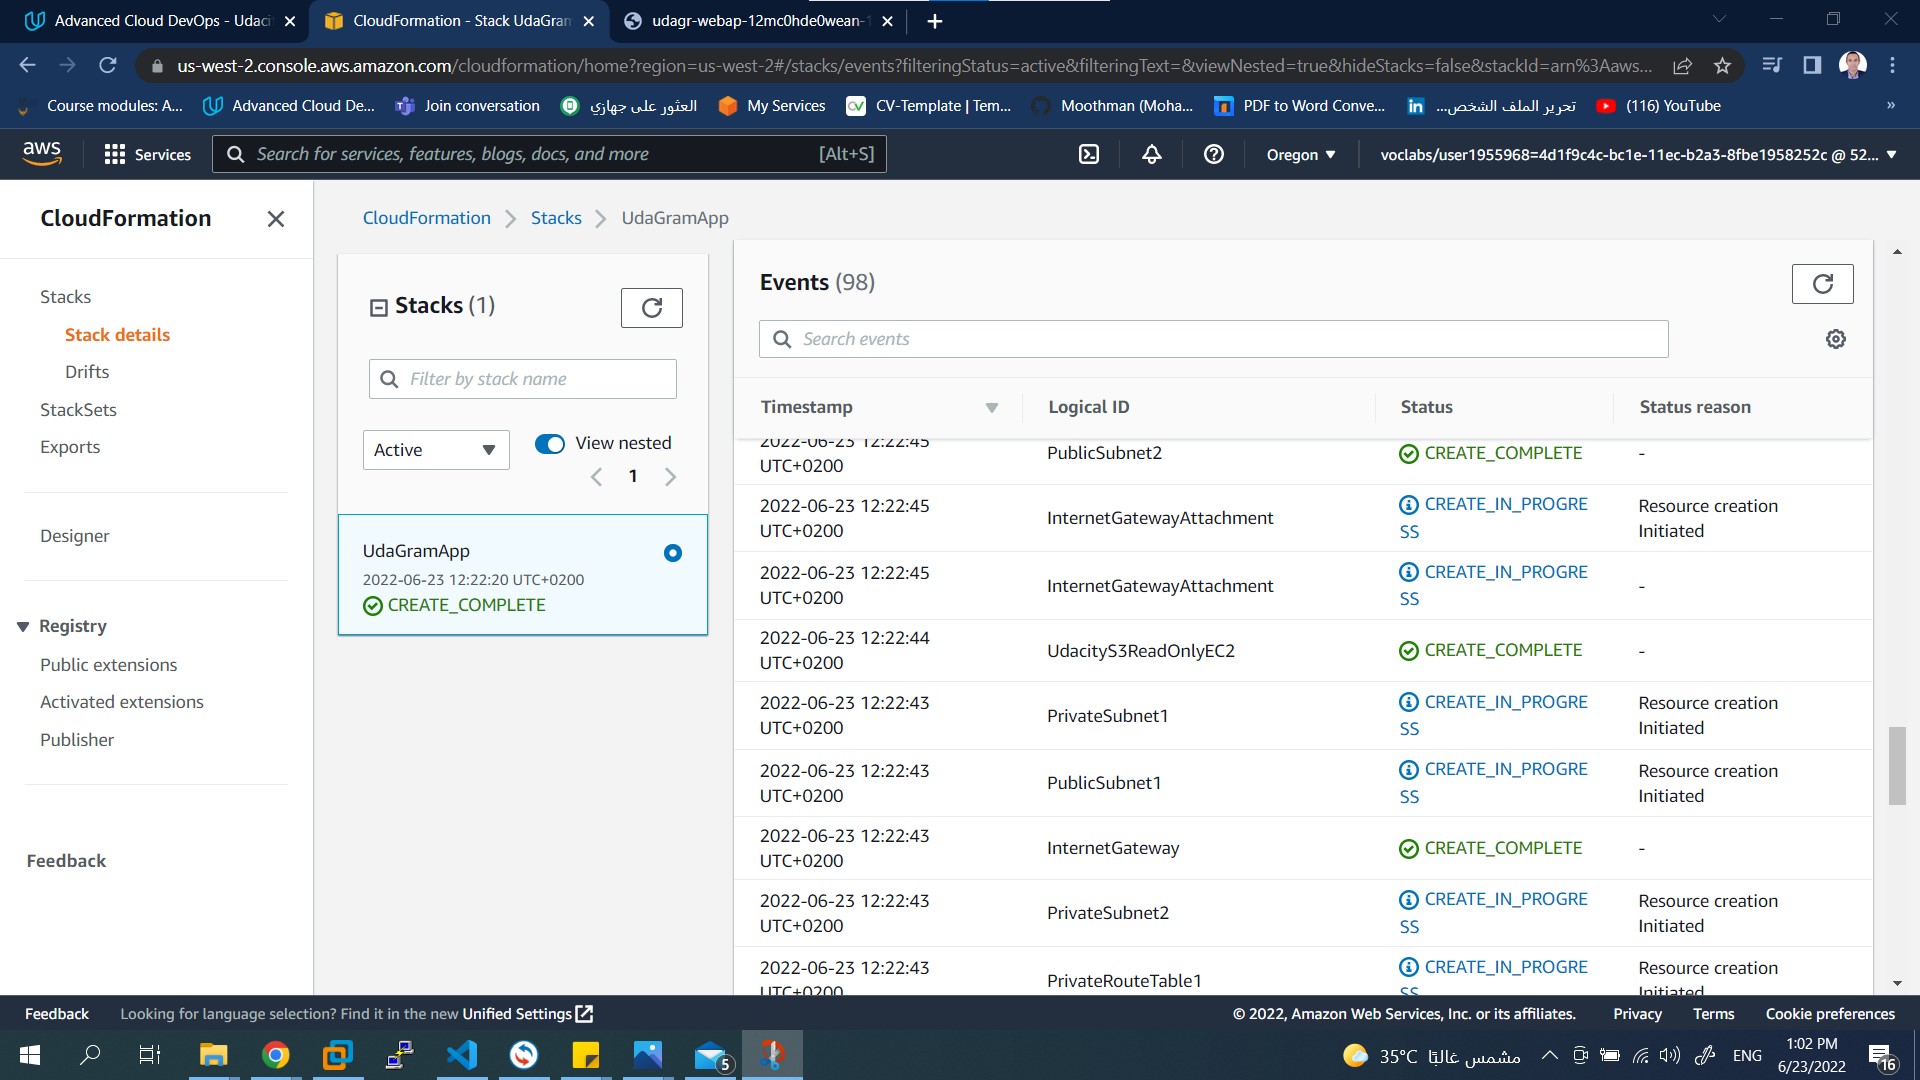 Advanced Cloud DevOps - Udaci
CloudFormation - Stack UdaGram
udagr-webap-12mc0hde0wean-1
us-west-2.console.aws.amazon.com/cloudformation/home?region=us-west-2#/stacks/events?filteringStatus=active&filteringText=&viewNested=true&hideStacks=false&stackId=arn%3Aaws...
Course modules: A...
Advanced Cloud De...
Join conversation
العثور على جهازي
My Services
CV-Template | Tem...
Moothman (Moha...
PDF to Word Conve...
تحرير الملف الشخص...
(116) YouTube
»
aws
Services
Search for services, features, blogs, docs, and more
[Alt+S]
Oregon
voclabs/user1955968=4d1f9c4c-bc1e-11ec-b2a3-8fbe1958252c @ 52...
CloudFormation
Stacks
Stack details
Drifts
StackSets
Exports
Designer
Registry
Public extensions
Activated extensions
Publisher
Feedback
CloudFormation
Stacks
UdaGramApp
Stacks (1)
Filter by stack name
Active
View nested
1
UdaGramApp
2022-06-23 12:22:20 UTC+0200
CREATE_COMPLETE
Events (98)
Search events
Timestamp Logical ID Status Status reason
2022-06-23 12:22:45
UTC+0200
PublicSubnet2
CREATE_COMPLETE
-
2022-06-23 12:22:45
UTC+0200
InternetGatewayAttachment
CREATE_IN_PROGRE
SS
Resource creation
Initiated
2022-06-23 12:22:45
UTC+0200
InternetGatewayAttachment
CREATE_IN_PROGRE
SS
-
2022-06-23 12:22:44
UTC+0200
UdacityS3ReadOnlyEC2
CREATE_COMPLETE
-
2022-06-23 12:22:43
UTC+0200
PrivateSubnet1
CREATE_IN_PROGRE
SS
Resource creation
Initiated
2022-06-23 12:22:43
UTC+0200
PublicSubnet1
CREATE_IN_PROGRE
SS
Resource creation
Initiated
2022-06-23 12:22:43
UTC+0200
InternetGateway
CREATE_COMPLETE
-
2022-06-23 12:22:43
UTC+0200
PrivateSubnet2
CREATE_IN_PROGRE
SS
Resource creation
Initiated
2022-06-23 12:22:43
UTC+0200
PrivateRouteTable1
CREATE_IN_PROGRE
SS
Resource creation
Initiated
Feedback
Looking for language selection? Find it in the new Unified Settings
© 2022, Amazon Web Services, Inc. or its affiliates.
Privacy
Terms
Cookie preferences
5
35°C مشمس غالبًا
ENG
1:02 PM
6/23/2022
16